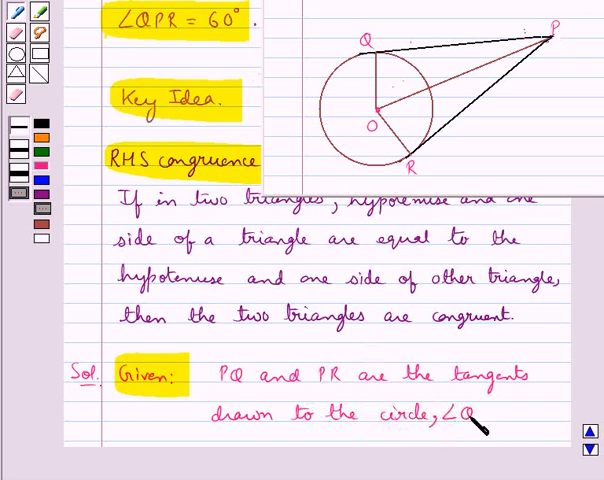 ∠QPR = 60°.
Key Idea.
RHS congruence
If in two triangles, hypotenuse and one
side of a triangle are equal to the
hypotenuse and one side of other triangle,
then the two triangles are congruent.
Sol. Given: PQ and PR are the tangents
drawn to the circle, ∠Q
Q
P
O
R